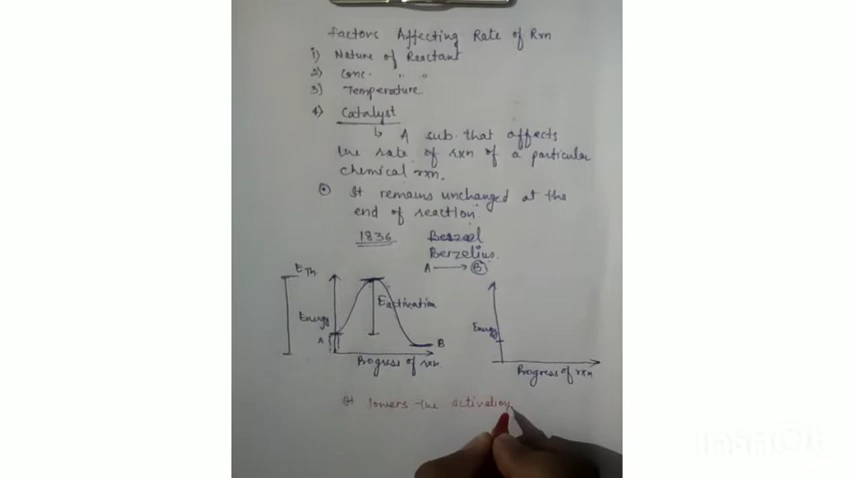 Factors Affecting Rate of Rxn
1) Nature of Reactant
2) Conc. " "
3) Temperature
4) Catalyst
↳ A sub. that affects
the rate of rxn of a particular
chemical rxn.
It remains unchanged at the
end of reaction
1836
Berzelius.
A → B
E Th
Eactivation
Energy
A
B
Progress of rxn.
Energy
Progress of rxn
It lowers the activation